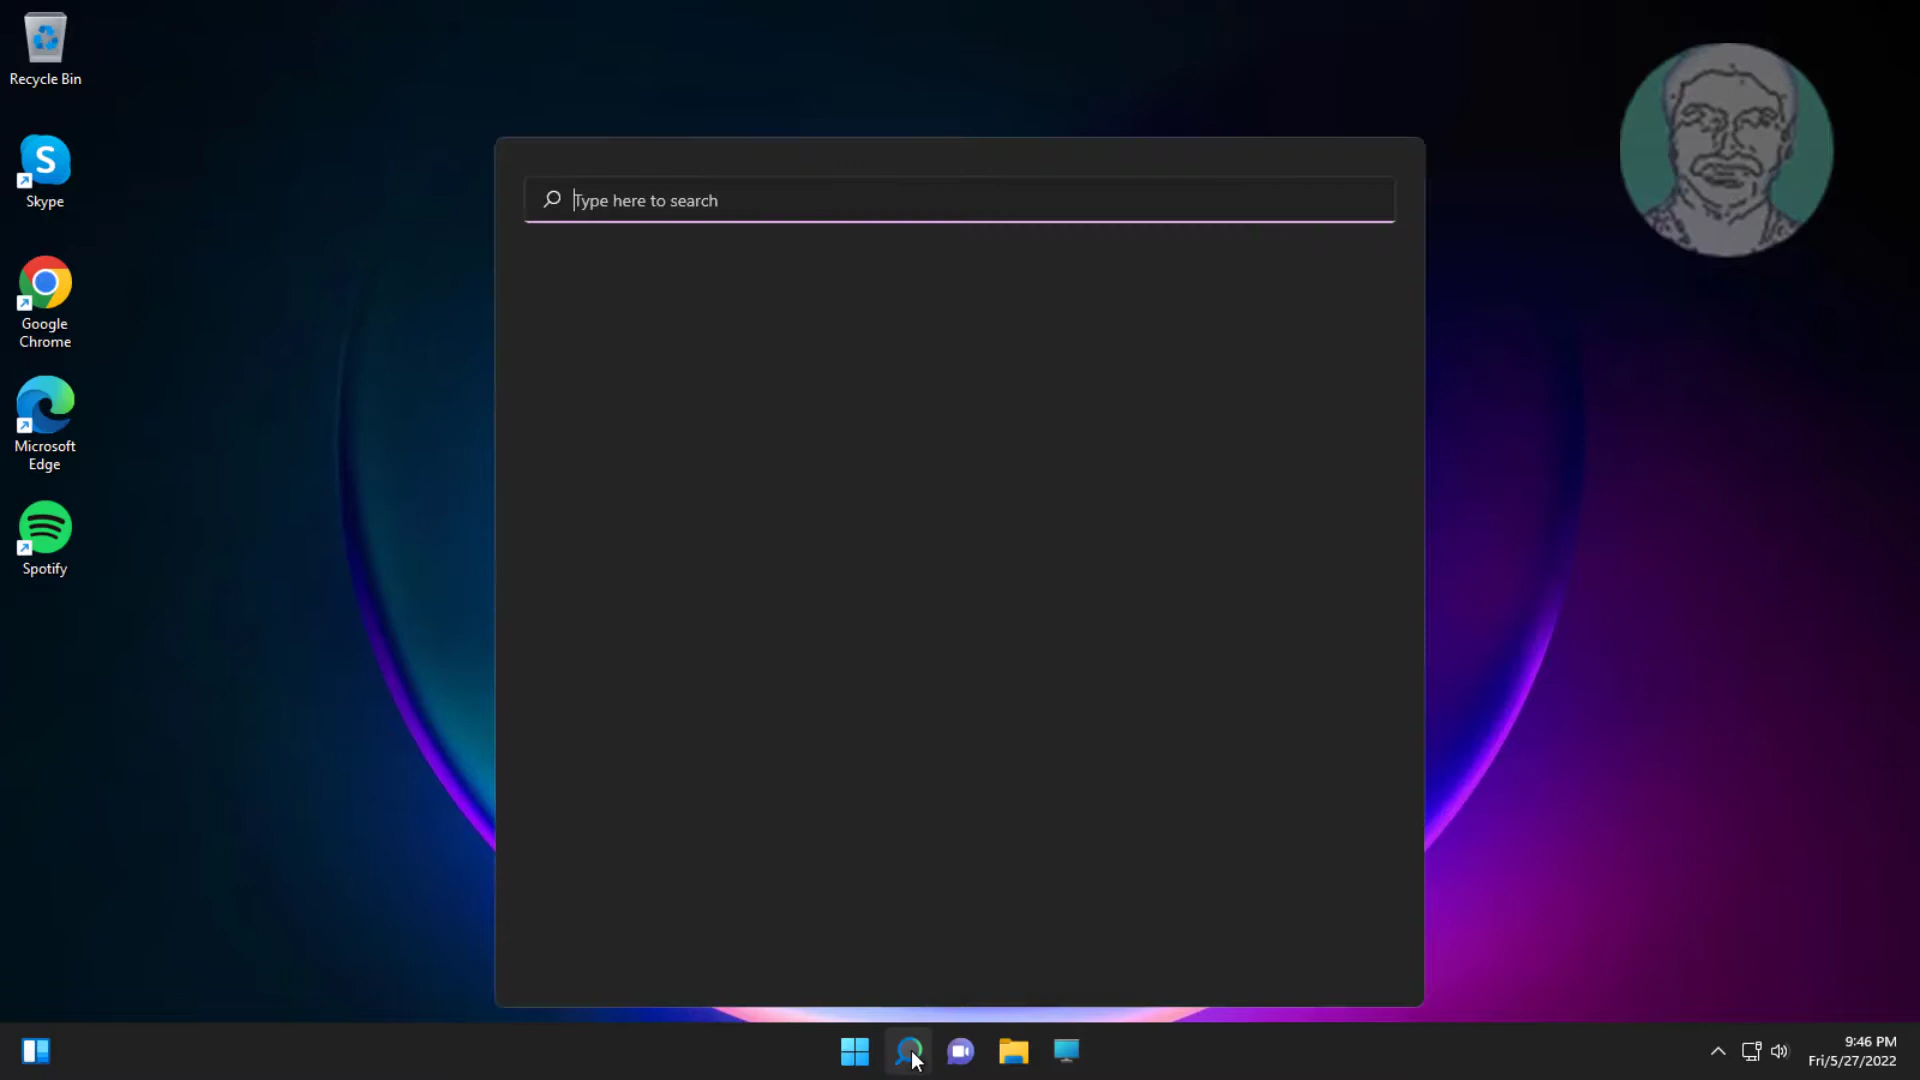 Recycle Bin
Skype
Google
Chrome
Microsoft
Edge
Spotify
Type here to search
9:46 PM
Fri/5/27/2022